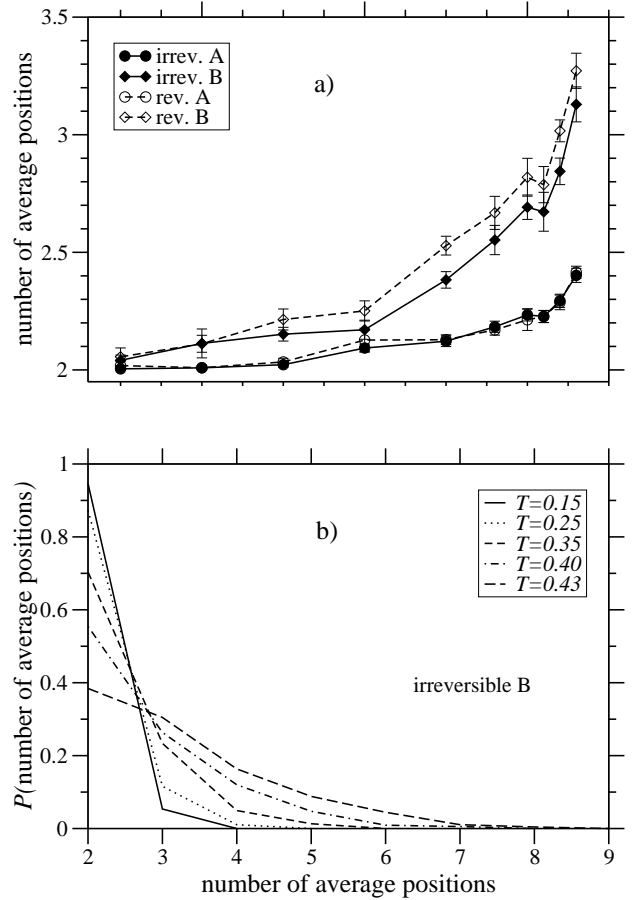 3.5
3
2.5
2
number of average positions
irrev. A
irrev. B
rev. A
rev. B
a)
1
0.8
0.6
0.4
0.2
0
P(number of average positions)
b)
T=0.15
T=0.25
T=0.35
T=0.40
T=0.43
irreversible B
2 3 4 5 6 7 8 9
number of average positions